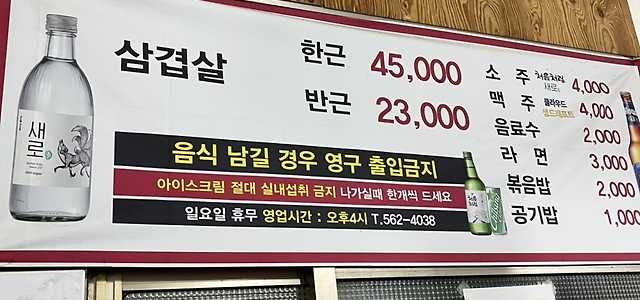 삼겹살
한근 45,000
반근 23,000
소 주 처음처럼 새로 4,000
맥 주 클라우드 생드래프트 4,000
음료수 2,000
라 면 3,000
볶음밥 2,000
공기밥 1,000
음식 남길 경우 영구 출입금지
아이스크림 절대 실내섭취 금지 나가실때 한개씩 드세요
일요일 휴무 영업시간 : 오후4시 T.562-4038
새로